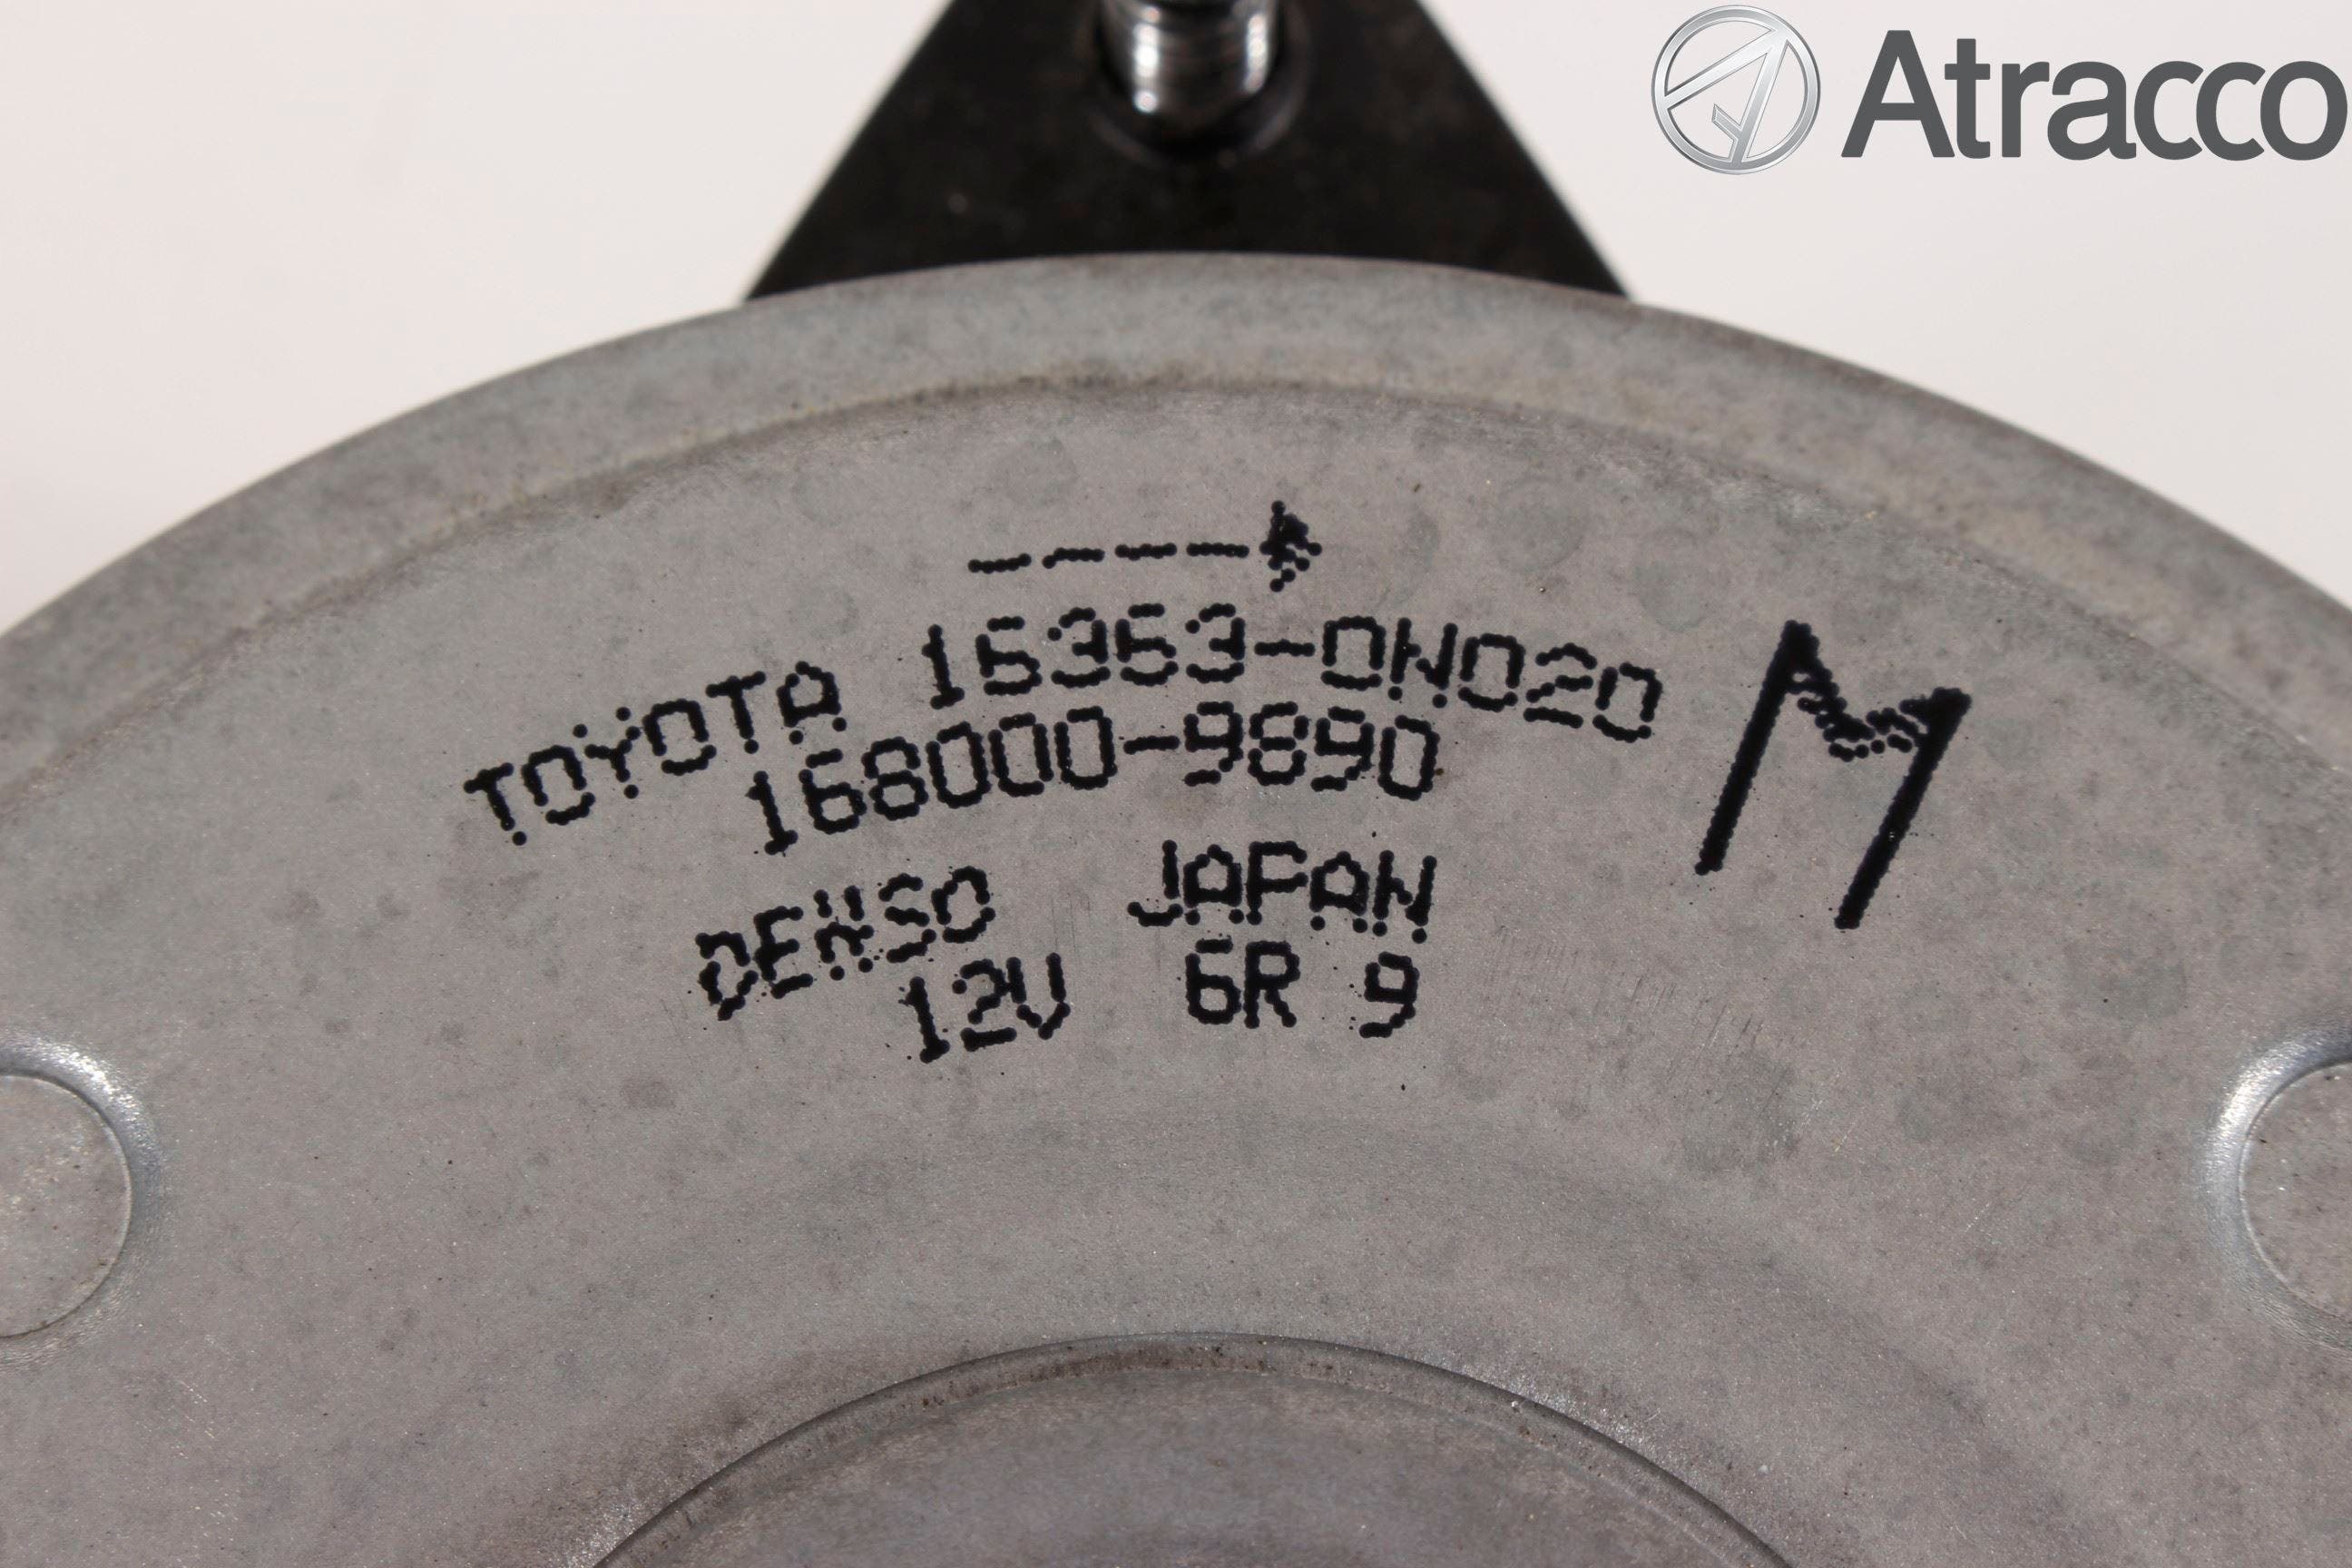 Atracco
TOYOTA 16363-0N020
M
168000-9890
DENSO JAPAN
12V 6R 9